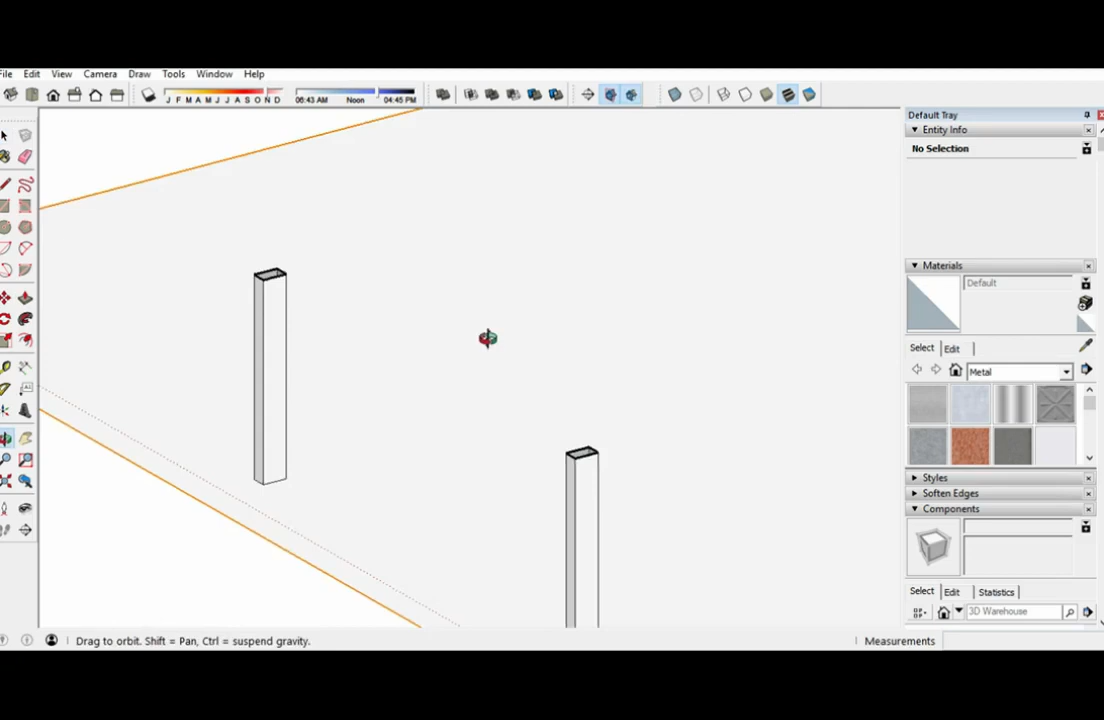 File Edit View Camera Draw Tools Window Help
J F M A M J J A S O N D 06:43 AM Noon 04:45 PM
Default Tray
Entity Info
No Selection
Materials
Default
Select Edit
Metal
Styles
Soften Edges
Components
Select Edit Statistics
3D Warehouse
Drag to orbit. Shift = Pan, Ctrl = suspend gravity.
Measurements